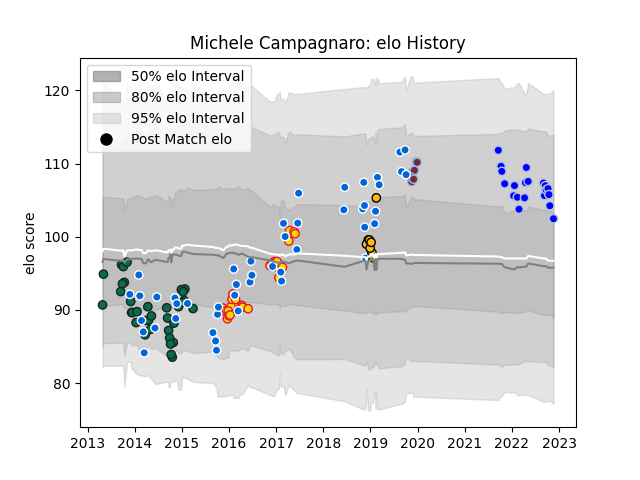 Michele Campagnaro: elo History
50% elo Interval
80% elo Interval
95% elo Interval
Post Match elo
elo score
120
110
100
90
80
2013 2014 2015 2016 2017 2018 2019 2020 2021 2022 2023